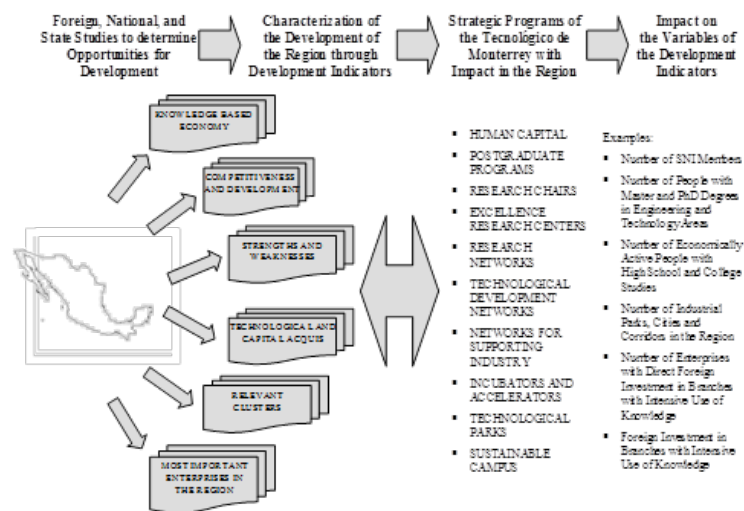 Foreign, National, and
State Studies to determine
Opportunities for
Development
Characterization of
the Development of
the Region through
Development Indicators
Strategic Programs of
the Tecnológico de
Monterrey with
Impact in the Region
Impact on
the Variables of
the Development
Indicators
KNOWLEDGE BASED
ECONOMY
COMPETITIVENESS
AND DEVELOPMENT
STRENGTHS AND
WEAKNESSES
TECHNOLOGICAL AND
CAPITAL ACQUIS
RELEVANT
CLUSTERS
MOST IMPORTANT
ENTERPRISES IN
THE REGION
▪ HUMAN CAPITAL
▪ POSTGRADUATE
PROGRAMS
▪ RESEARCH CHAIRS
▪ EXCELLENCE
RESEARCH CENTERS
▪ RESEARCH
NETWORKS
▪ TECHNOLOGICAL
DEVELOPMENT
NETWORKS
▪ NETWORKS FOR
SUPPORTING
INDUSTRY
▪ INCUBATORS AND
ACCELERATORS
▪ TECHNOLOGICAL
PARKS
▪ SUSTAINABLE
CAMPUS
Examples:
▪ Number of SNI Members
▪ Number of People with
Master and PhD Degrees
in Engineering and
Technology Areas
▪ Number of Economically
Active People with
High School and College
Studies
▪ Number of Industrial
Parks, Cities and
Corridors in the Region
▪ Number of Enterprises
with Direct Foreign
Investment in Branches
with Intensive Use of
Knowledge
▪ Foreign Investment in
Branches with Intensive
Use of Knowledge